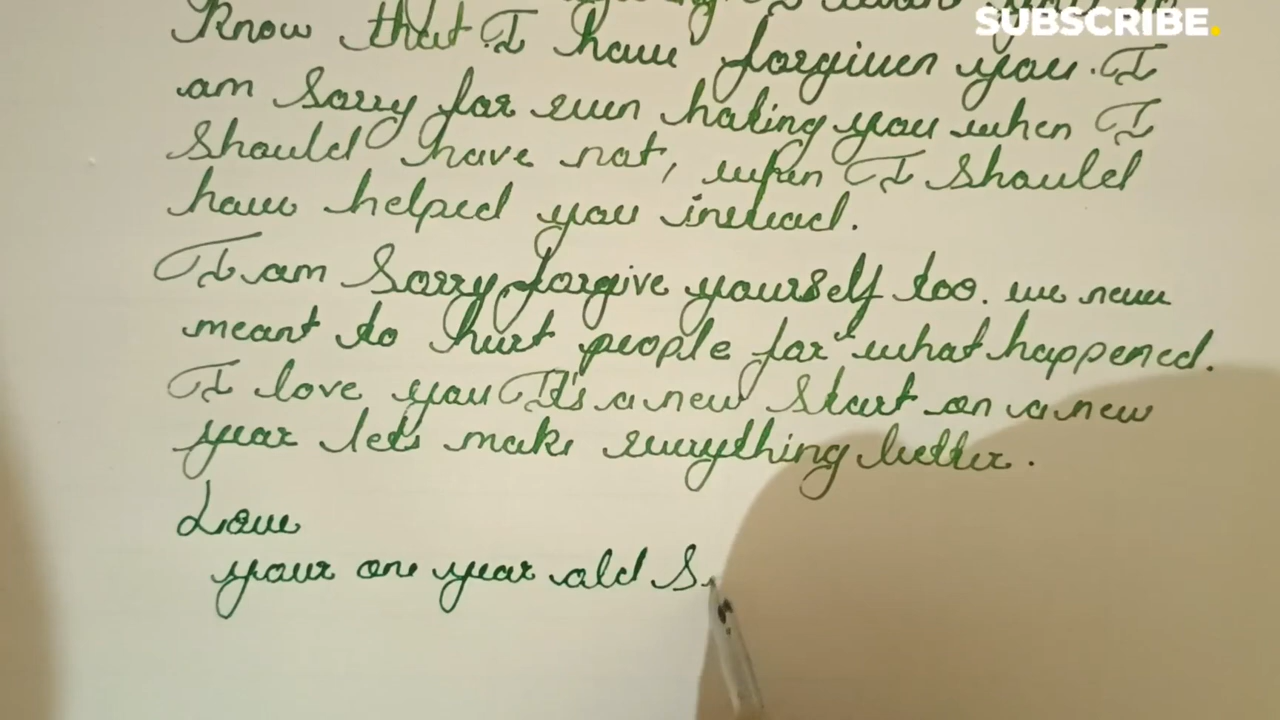 SUBSCRIBE.
Know that I have forgiven you. I
am sorry for even hating you when I
should have not, when I should
have helped you instead.
I am Sorry, forgive yourself too. we never
meant to hurt people for what happened.
I love you It's a new start on a new
year lets make everything better.
Love
your one year old S